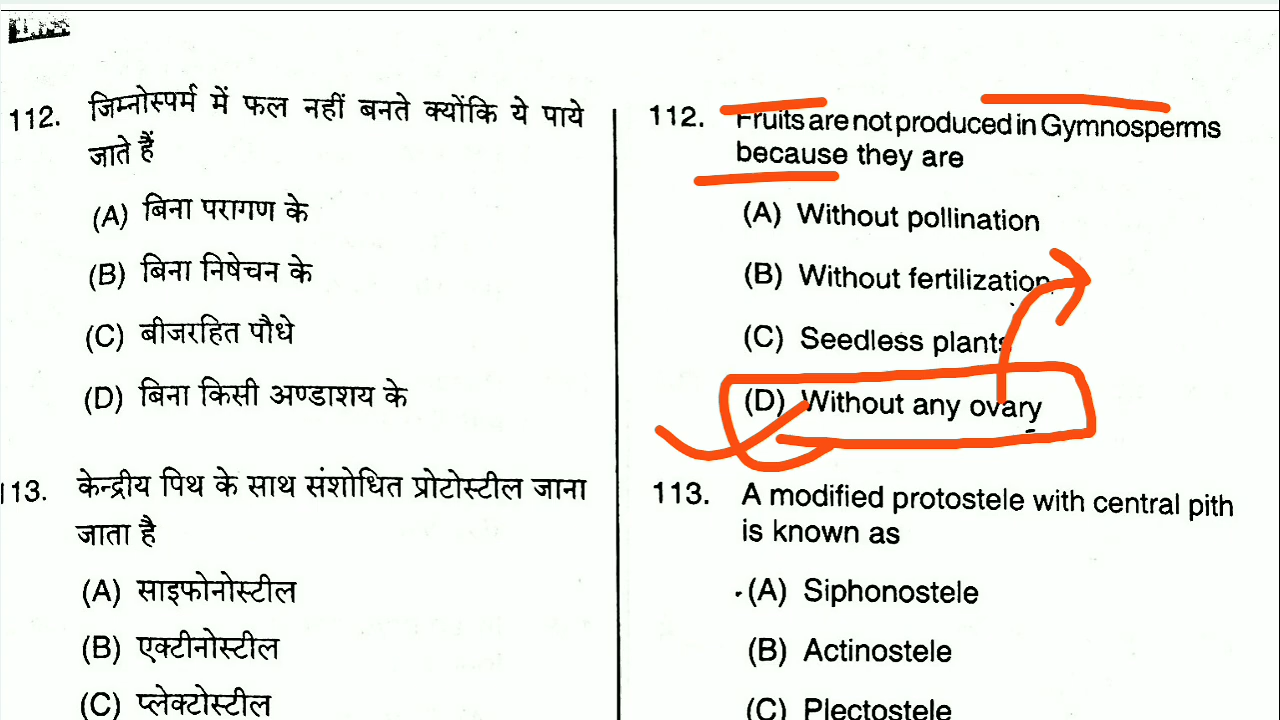 112. जिम्नोस्पर्म में फल नहीं बनते क्योंकि ये पाये
जाते हैं
(A) बिना परागण के
(B) बिना निषेचन के
(C) बीजरहित पौधे
(D) बिना किसी अण्डाशय के
113. केन्द्रीय पिथ के साथ संशोधित प्रोटोस्टील जाना
जाता है
(A) साइफोनोस्टील
(B) एक्टीनोस्टील
(C) प्लेक्टोस्टील
112. Fruits are not produced in Gymnosperms
because they are
(A) Without pollination
(B) Without fertilization
(C) Seedless plants
(D) Without any ovary
113. A modified protostele with central pith
is known as
(A) Siphonostele
(B) Actinostele
(C) Plectostele